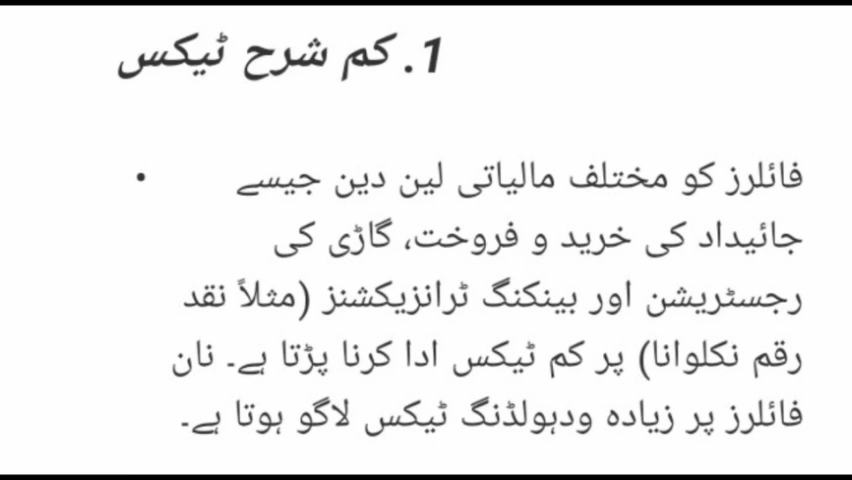 1. کم شرح ٹیکس
• فائلرز کو مختلف مالیاتی لین دین جیسے
جائیداد کی خرید و فروخت، گاڑی کی
رجسٹریشن اور بینکنگ ٹرانزیکشنز (مثلاً نقد
رقم نکلوانا) پر کم ٹیکس ادا کرنا پڑتا ہے۔ نان
فائلرز پر زیادہ ودہولڈنگ ٹیکس لاگو ہوتا ہے۔